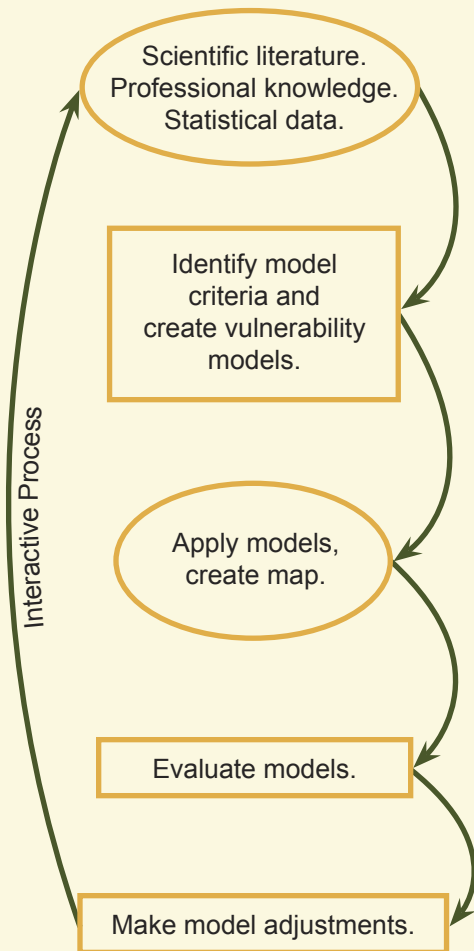 Scientific literature.
Professional knowledge.
Statistical data.
Identify model
criteria and
create vulnerability
models.
Interactive Process
Apply models,
create map.
Evaluate models.
Make model adjustments.